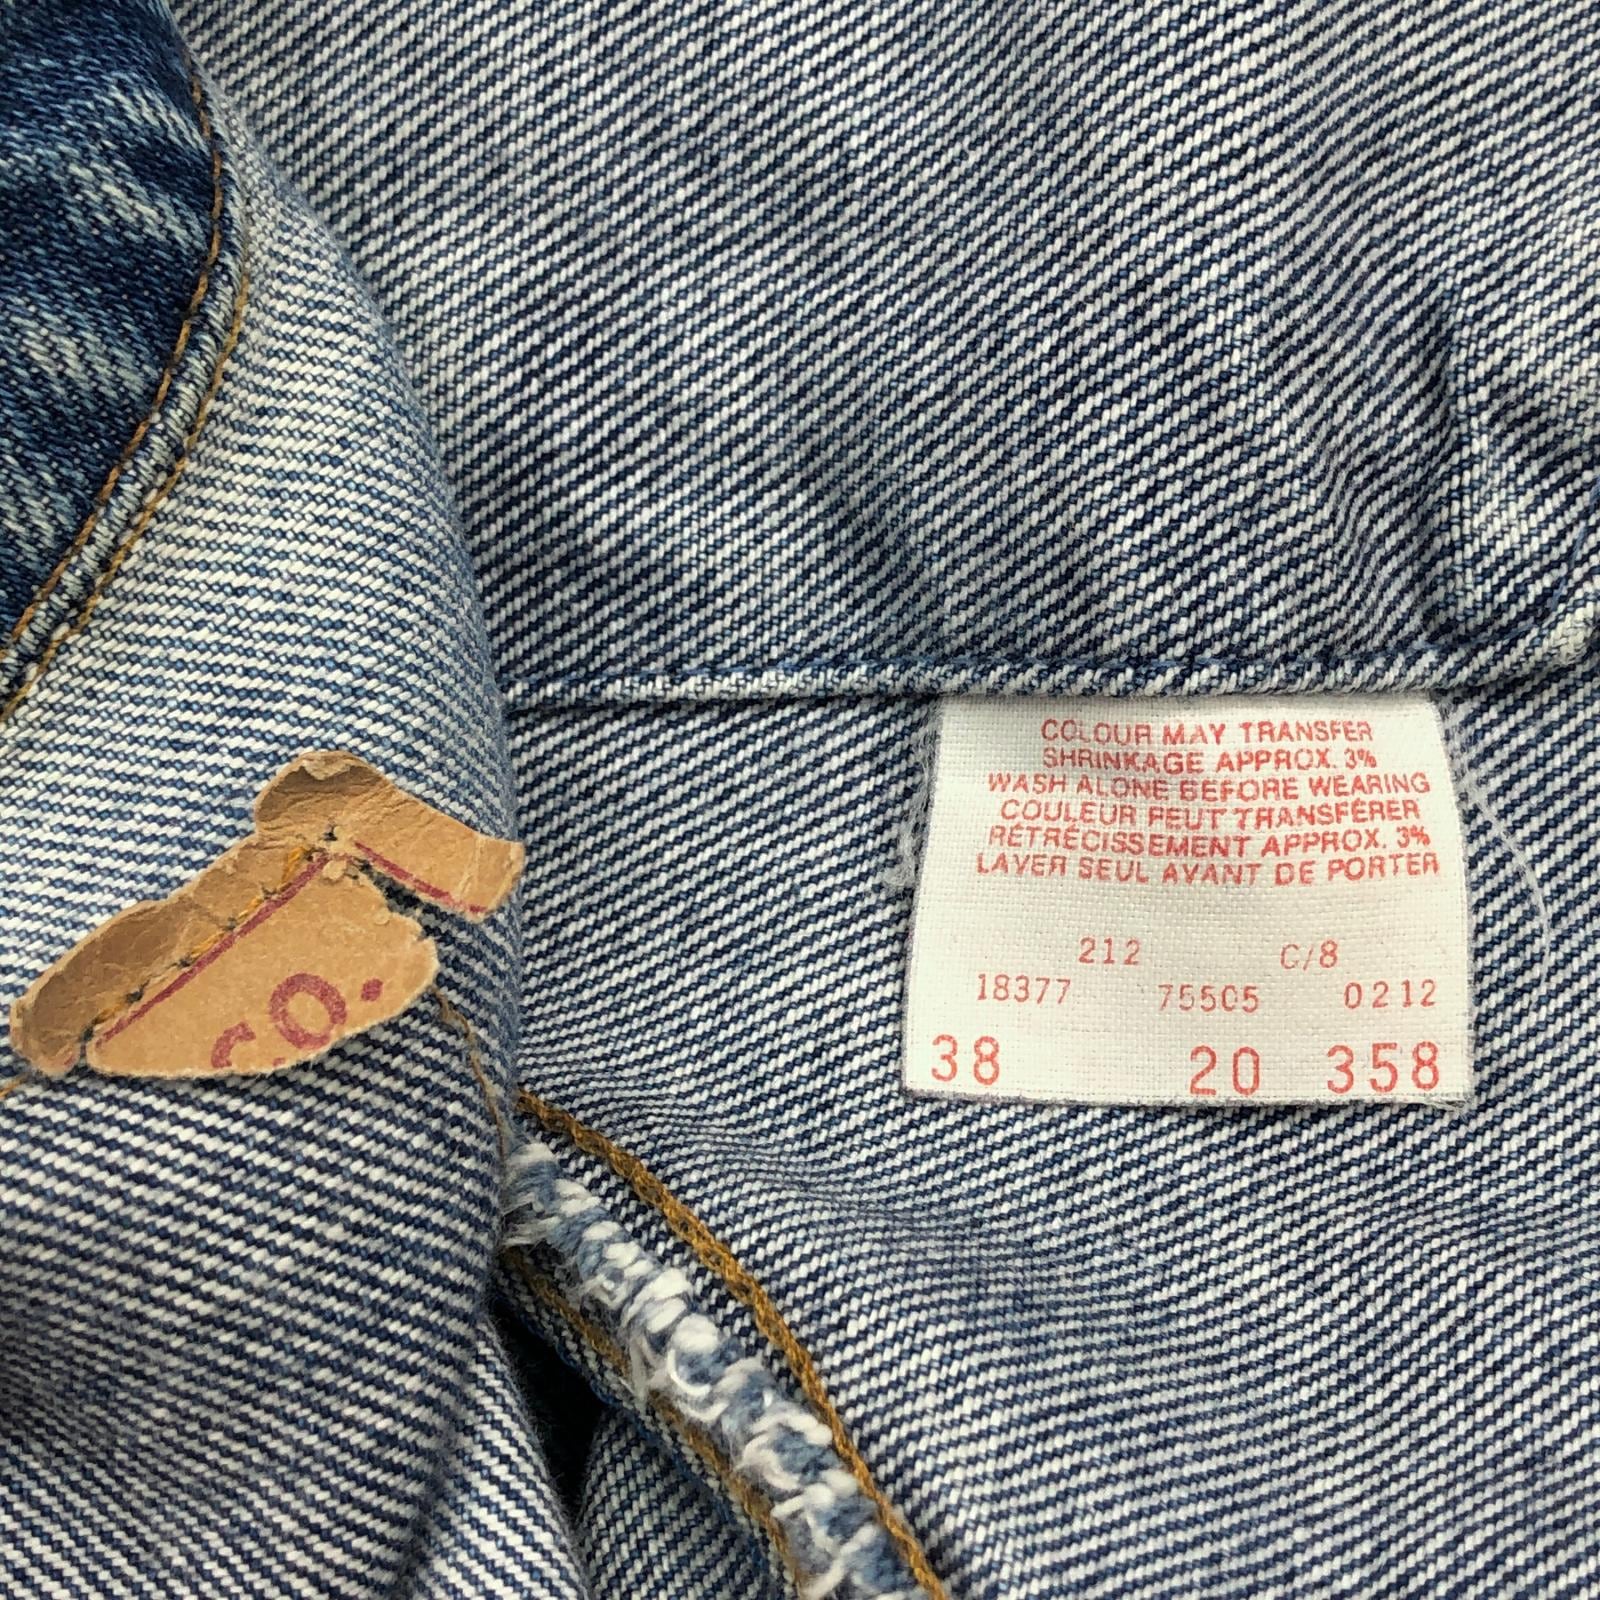 COLOUR MAY TRANSFER
SHRINKAGE APPROX. 3%
WASH ALONE BEFORE WEARING
COULEUR PEUT TRANSFÉRER
RÉTRÉCISSEMENT APPROX. 3%
LAVER SEUL AVANT DE PORTER
212 C/8
18377 75505 0212
38 20 358
CO.